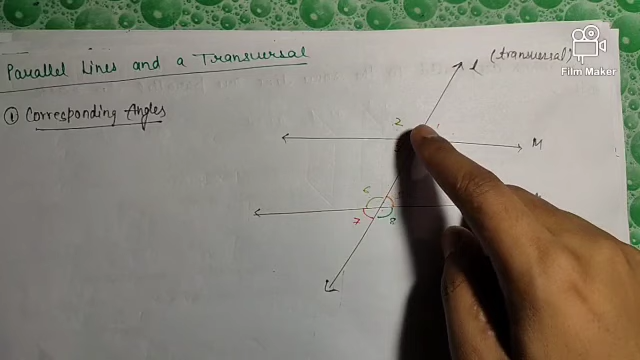 Parallel Lines and a Transversal
(transversal)
l
Film Maker
① Corresponding Angles
2
1
M
6
7
8